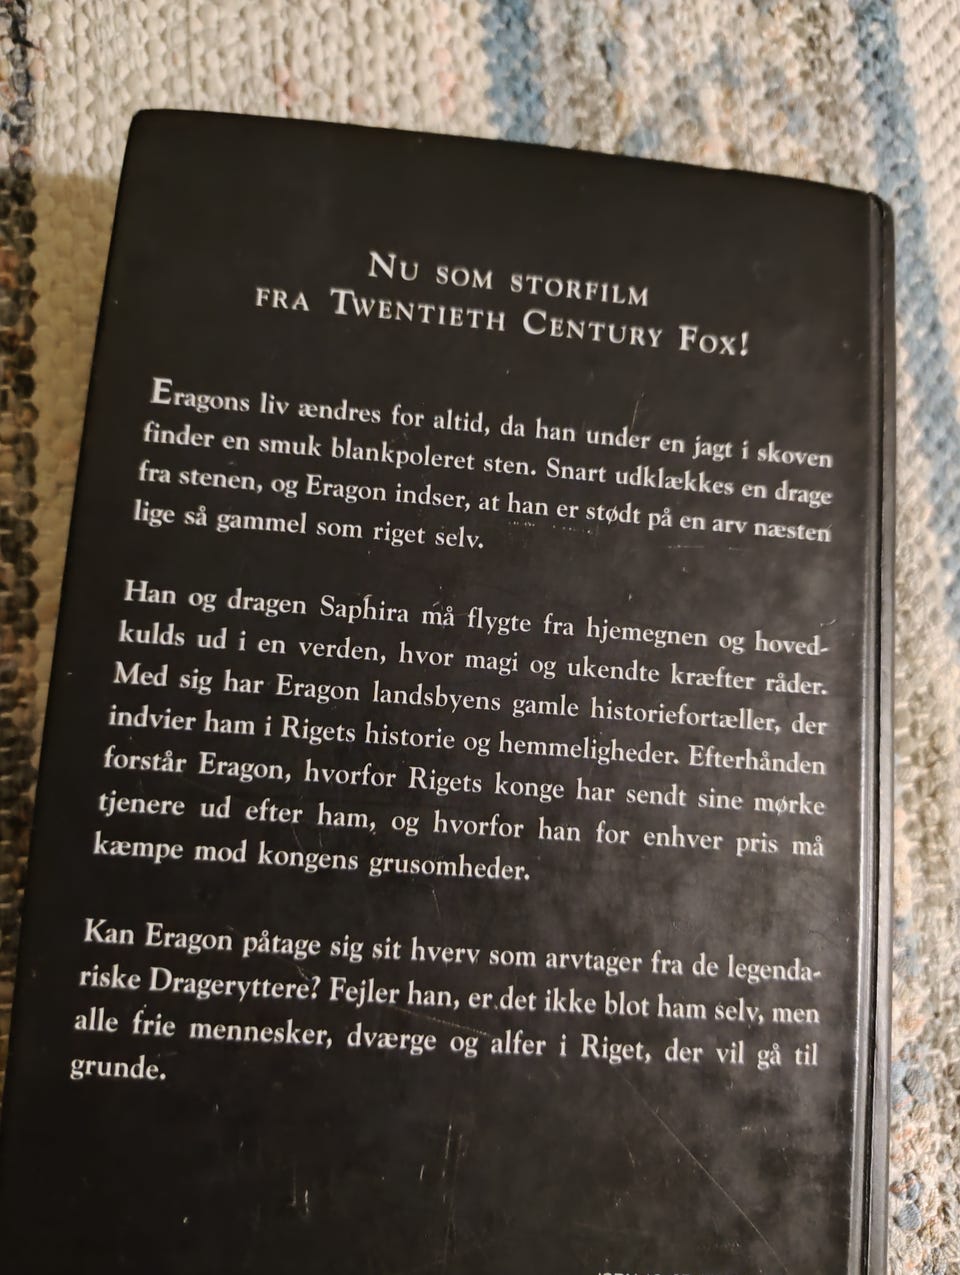 Nu som storfilm
fra Twentieth Century Fox!
Eragons liv ændres for altid, da han under en jagt i skoven
finder en smuk blankpoleret sten. Snart udklækkes en drage
fra stenen, og Eragon indser, at han er stødt på en arv næsten
lige så gammel som riget selv.
Han og dragen Saphira må flygte fra hjemegnen og hoved-
kulds ud i en verden, hvor magi og ukendte kræfter råder.
Med sig har Eragon landsbyens gamle historiefortæller, der
indvier ham i Rigets historie og hemmeligheder. Efterhånden
forstår Eragon, hvorfor Rigets konge har sendt sine mørke
tjenere ud efter ham, og hvorfor han for enhver pris må
kæmpe mod kongens grusomheder.
Kan Eragon påtage sig sit hverv som arvtager fra de legenda-
riske Drageryttere? Fejler han, er det ikke blot ham selv, men
alle frie mennesker, dværge og alfer i Riget, der vil gå til
grunde.